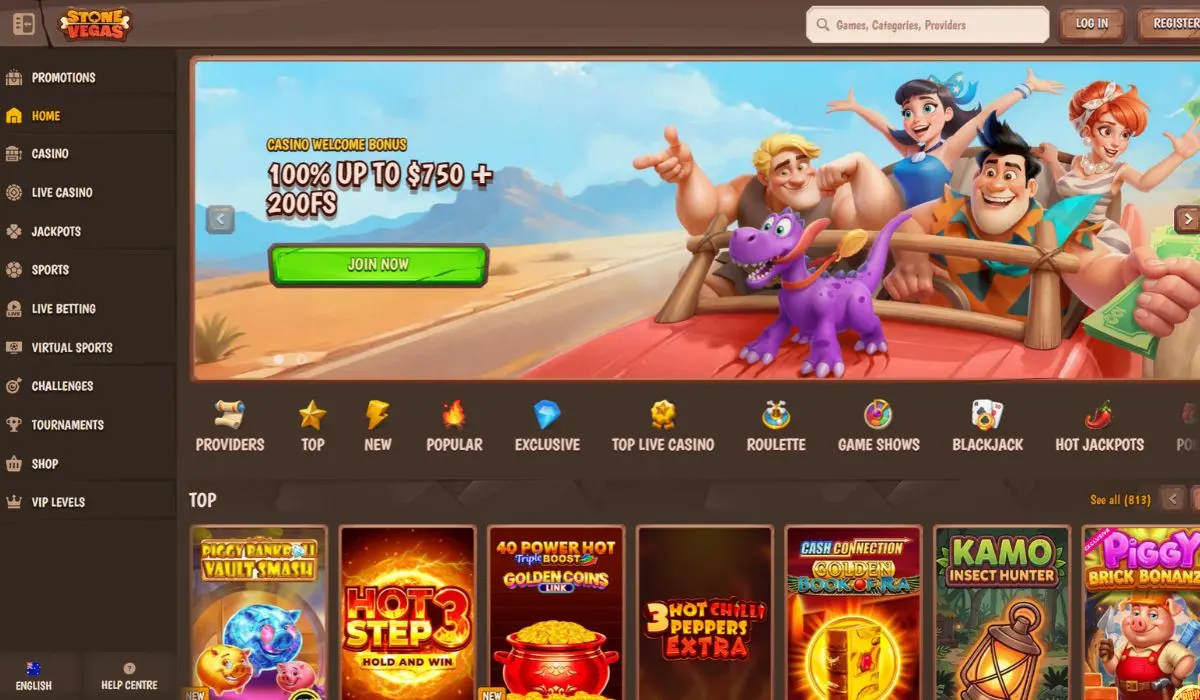 STONE
VEGAS
Games, Categories, Providers
LOG IN
REGISTER
PROMOTIONS
HOME
CASINO
LIVE CASINO
JACKPOTS
SPORTS
LIVE BETTING
VIRTUAL SPORTS
CHALLENGES
TOURNAMENTS
SHOP
VIP LEVELS
ENGLISH
HELP CENTRE
CASINO WELCOME BONUS
100% UP TO $750 +
200FS
JOIN NOW
PROVIDERS
TOP
NEW
POPULAR
EXCLUSIVE
TOP LIVE CASINO
ROULETTE
GAME SHOWS
BLACKJACK
HOT JACKPOTS
TOP
See all (813)
PIGGY BANKROLL
VAULT SMASH
NEW
HOT
STEP 3
HOLD AND WIN
40 POWER HOT
Triple BOOST
GOLDEN COINS
LINK
NEW
3 HOT CHILLI
PEPPERS
EXTRA
CASH CONNECTION
GOLDEN
BOOK OF RA
KAMO
INSECT HUNTER
EXCLUSIVE
PIGGY
BRICK BONANZA